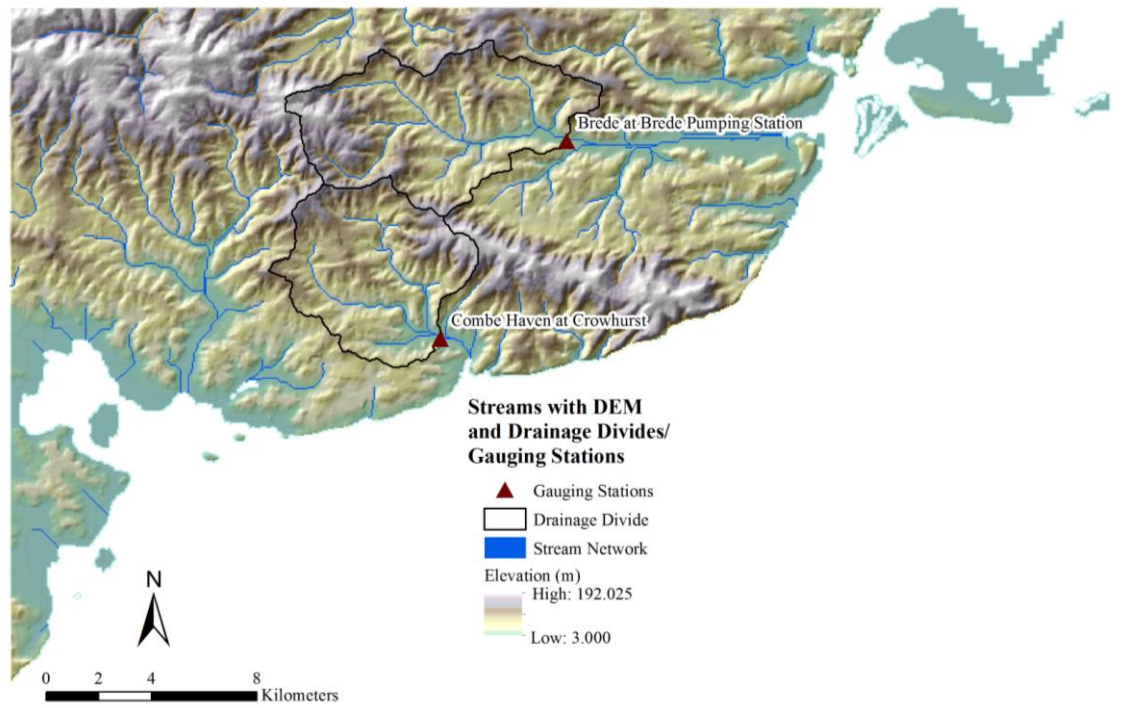 Brede at Brede Pumping Station
Combe Haven at Crowhurst
Streams with DEM
and Drainage Divides/
Gauging Stations
Gauging Stations
Drainage Divide
Stream Network
Elevation (m)
High: 192.025
Low: 3.000
N
0 2 4 8
Kilometers